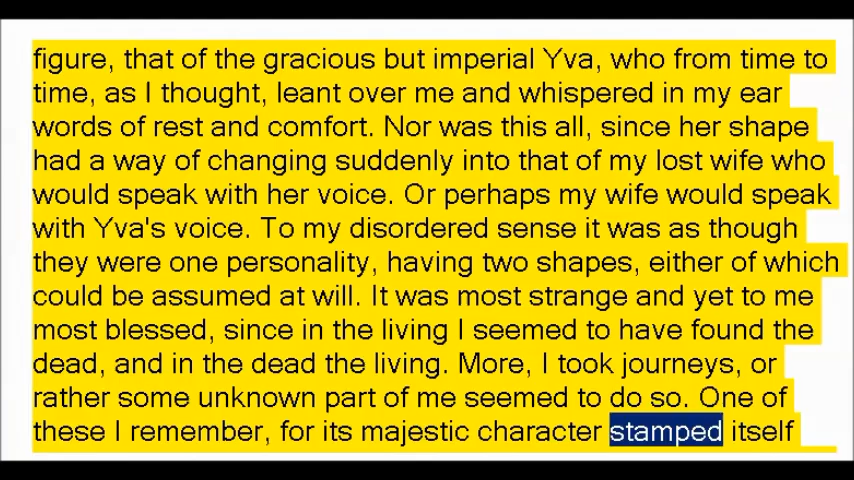 figure, that of the gracious but imperial Yva, who from time to
time, as I thought, leant over me and whispered in my ear
words of rest and comfort. Nor was this all, since her shape
had a way of changing suddenly into that of my lost wife who
would speak with her voice. Or perhaps my wife would speak
with Yva's voice. To my disordered sense it was as though
they were one personality, having two shapes, either of which
could be assumed at will. It was most strange and yet to me
most blessed, since in the living I seemed to have found the
dead, and in the dead the living. More, I took journeys, or
rather some unknown part of me seemed to do so. One of
these I remember, for its majestic character stamped itself